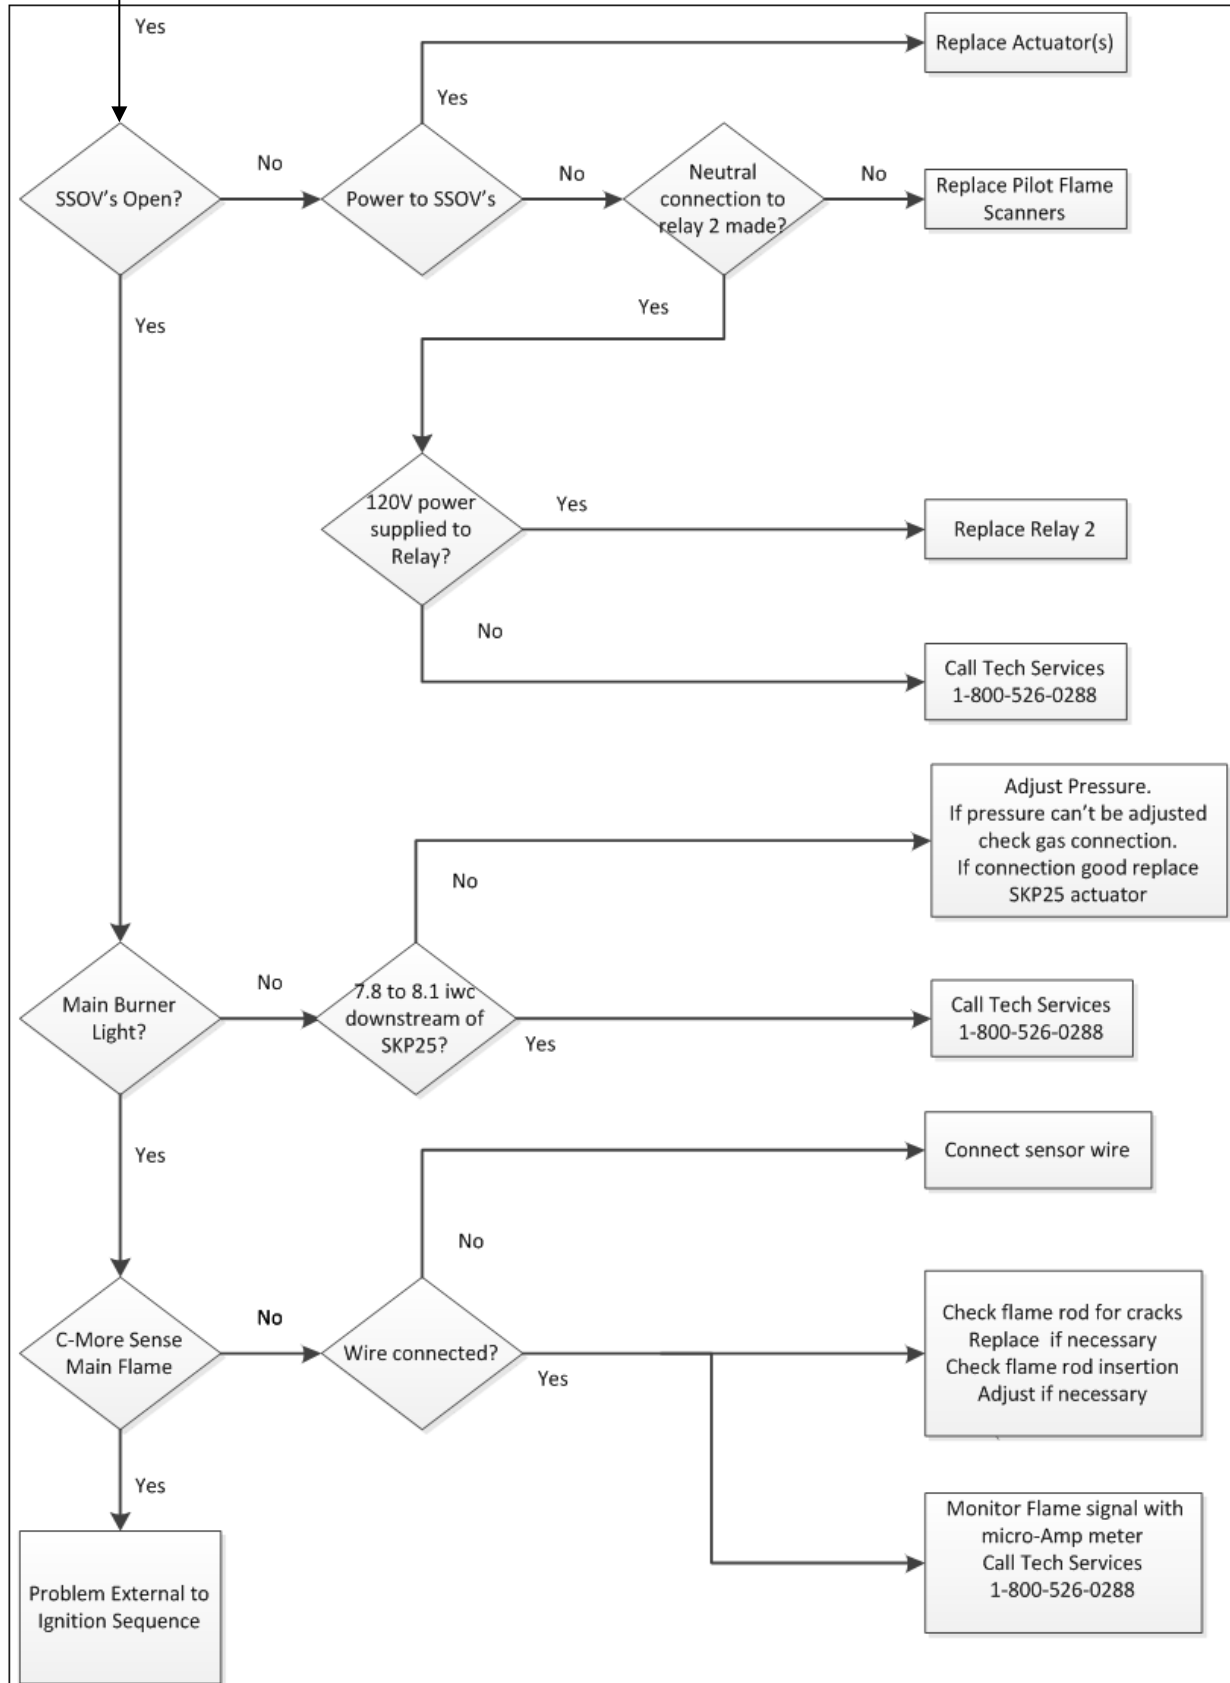 Yes
Replace Actuator(s)
Yes
SSOV's Open?
No
Power to SSOV's
No
Neutral
connection to
relay 2 made?
No
Replace Pilot Flame
Scanners
Yes
Yes
120V power
supplied to
Relay?
Yes
Replace Relay 2
No
Call Tech Services
1-800-526-0288
Adjust Pressure.
If pressure can't be adjusted
check gas connection.
If connection good replace
SKP25 actuator
No
Main Burner
Light?
No
7.8 to 8.1 iwc
downstream of
SKP25?
Yes
Call Tech Services
1-800-526-0288
Yes
Connect sensor wire
No
C-More Sense
Main Flame
No
Wire connected?
Yes
Check flame rod for cracks
Replace if necessary
Check flame rod insertion
Adjust if necessary
Yes
Monitor Flame signal with
micro-Amp meter
Call Tech Services
1-800-526-0288
Problem External to
Ignition Sequence